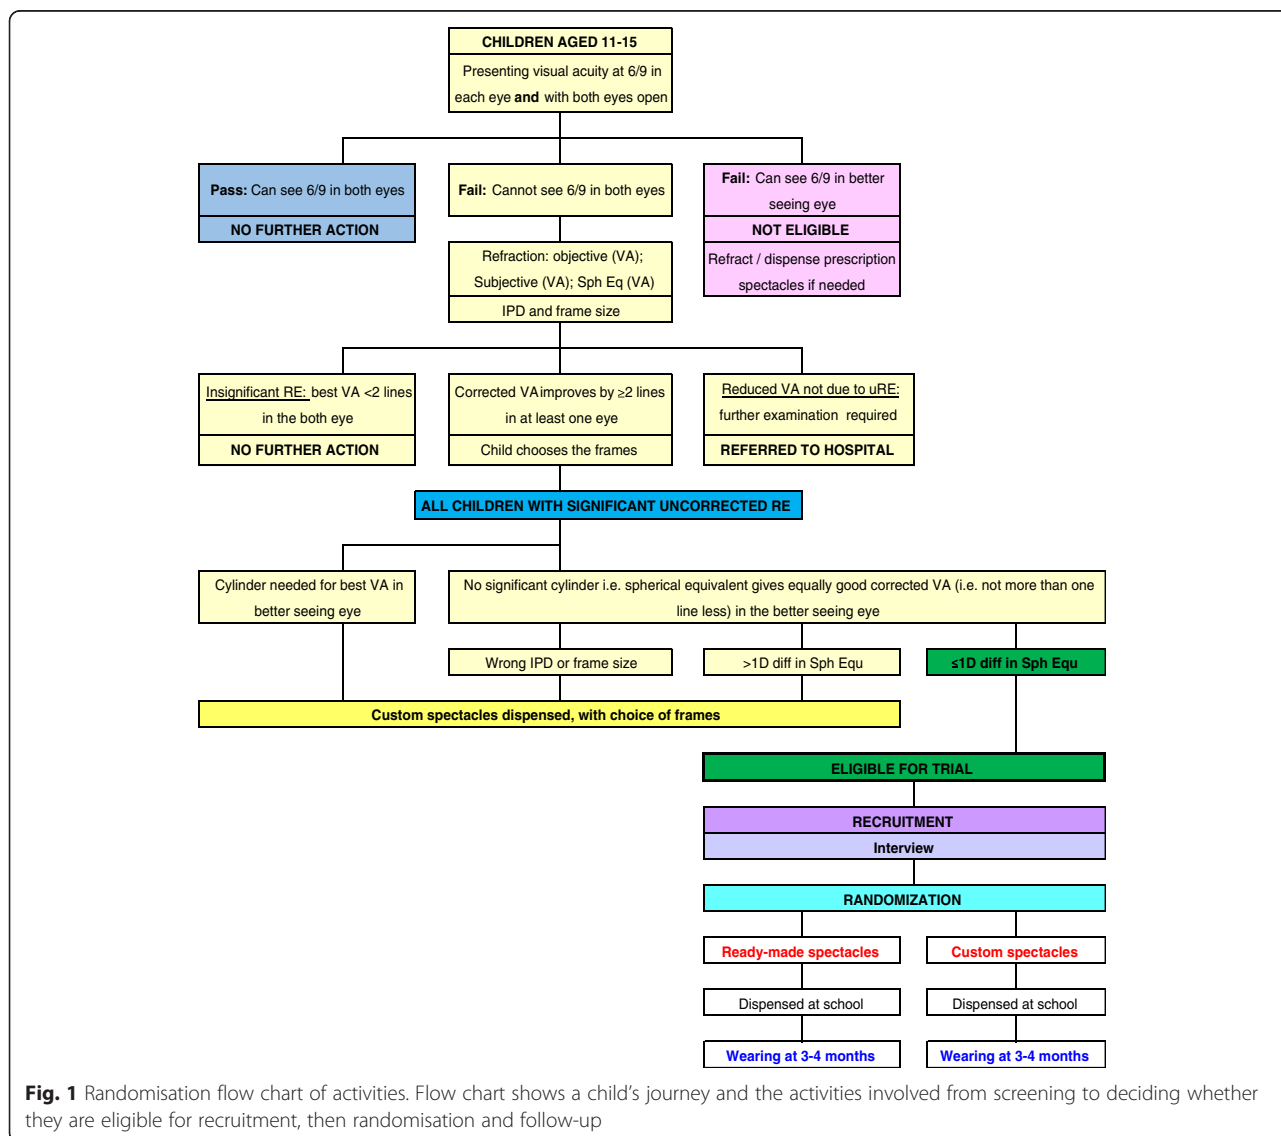 CHILDREN AGED 11-15
Presenting visual acuity at 6/9 in
each eye and with both eyes open
Pass: Can see 6/9 in both eyes
NO FURTHER ACTION
Fail: Cannot see 6/9 in both eyes
Fail: Can see 6/9 in better
seeing eye
NOT ELIGIBLE
Refract / dispense prescription
spectacles if needed
Refraction: objective (VA);
Subjective (VA); Sph Eq (VA)
IPD and frame size
Insignificant RE: best VA <2 lines
in the both eye
NO FURTHER ACTION
Corrected VA improves by ≥2 lines
in at least one eye
Child chooses the frames
Reduced VA not due to uRE:
further examination required
REFERRED TO HOSPITAL
ALL CHILDREN WITH SIGNIFICANT UNCORRECTED RE
Cylinder needed for best VA in
better seeing eye
No significant cylinder i.e. spherical equivalent gives equally good corrected VA (i.e. not more than one
line less) in the better seeing eye
Wrong IPD or frame size
>1D diff in Sph Equ
≤1D diff in Sph Equ
Custom spectacles dispensed, with choice of frames
ELIGIBLE FOR TRIAL
RECRUITMENT
Interview
RANDOMIZATION
Ready-made spectacles
Custom spectacles
Dispensed at school
Dispensed at school
Wearing at 3-4 months
Wearing at 3-4 months
Fig. 1 Randomisation flow chart of activities. Flow chart shows a child's journey and the activities involved from screening to deciding whether
they are eligible for recruitment, then randomisation and follow-up